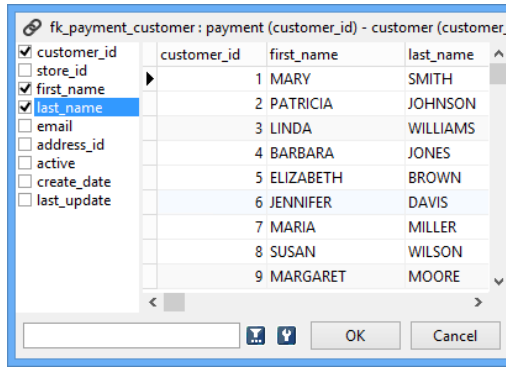 fk_payment_customer : payment (customer_id) - customer (customer_
customer_id
store_id
first_name
last_name
email
address_id
active
create_date
last_update
customer_id first_name last_name
1 MARY SMITH
2 PATRICIA JOHNSON
3 LINDA WILLIAMS
4 BARBARA JONES
5 ELIZABETH BROWN
6 JENNIFER DAVIS
7 MARIA MILLER
8 SUSAN WILSON
9 MARGARET MOORE
OK Cancel